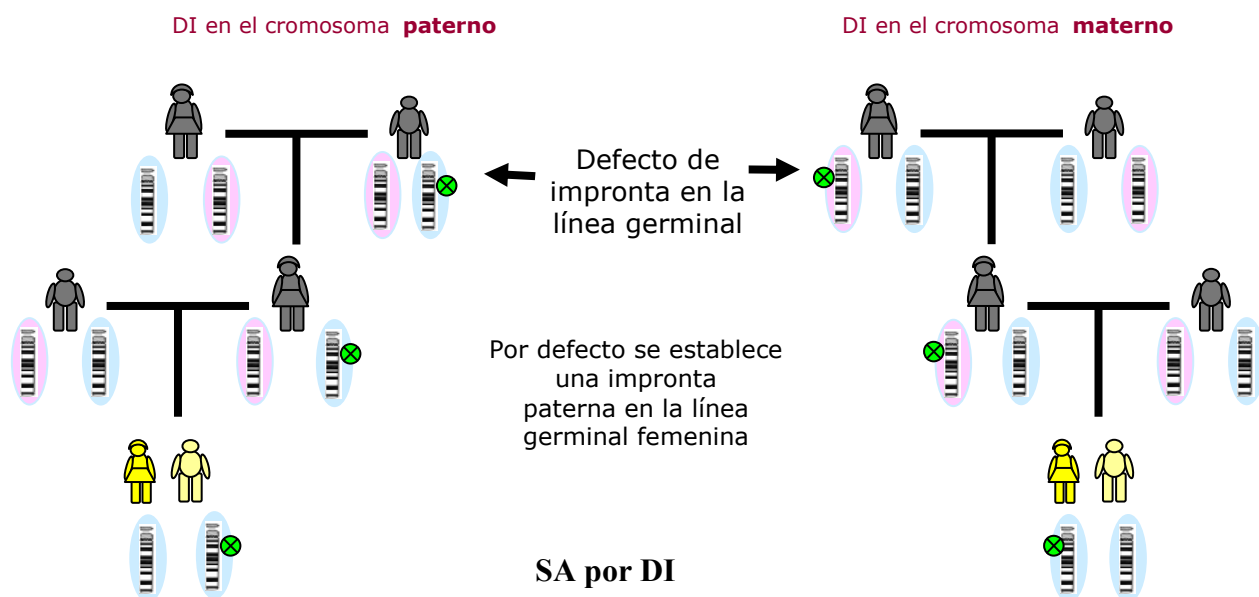 DI en el cromosoma paterno
DI en el cromosoma materno
Defecto de
impronta en la
línea germinal
Por defecto se establece
una impronta
paterna en la línea
germinal femenina
SA por DI